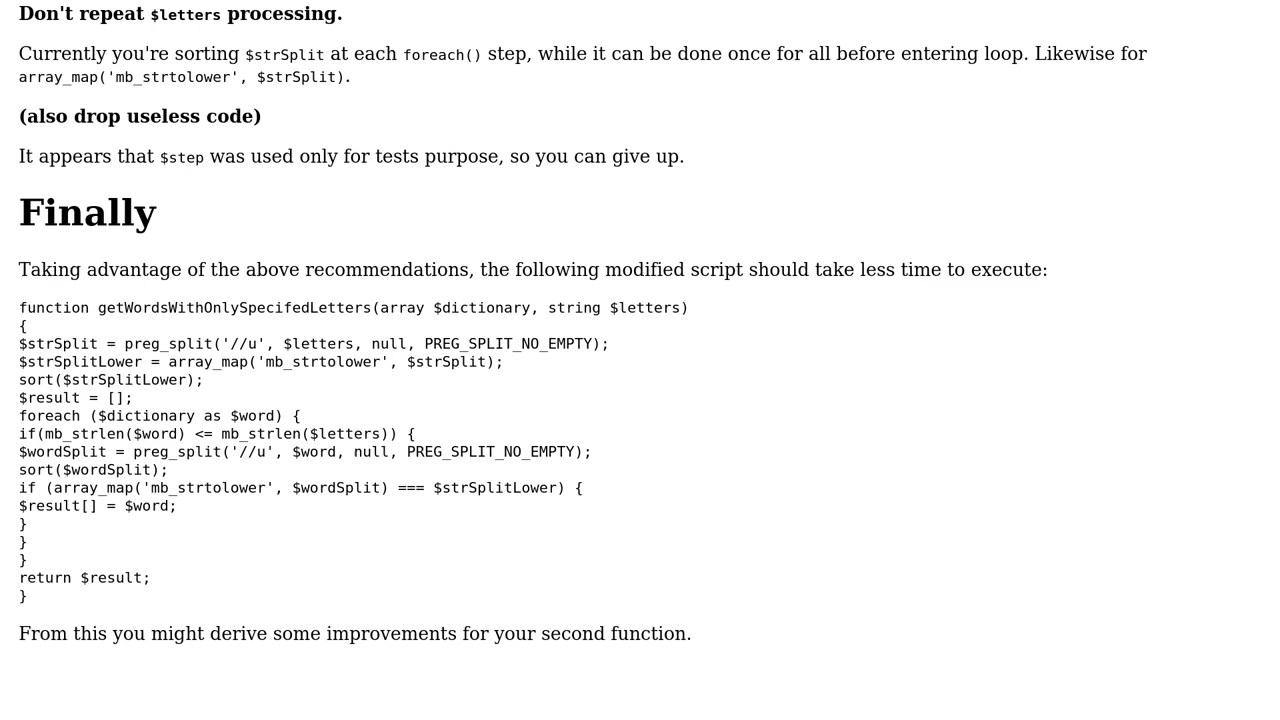 Don't repeat $letters processing.
Currently you're sorting $strSplit at each foreach() step, while it can be done once for all before entering loop. Likewise for
array_map('mb_strtolower', $strSplit).
(also drop useless code)
It appears that $step was used only for tests purpose, so you can give up.
Finally
Taking advantage of the above recommendations, the following modified script should take less time to execute:
function getWordsWithOnlySpecifedLetters(array $dictionary, string $letters)
{
$strSplit = preg_split('//u', $letters, null, PREG_SPLIT_NO_EMPTY);
$strSplitLower = array_map('mb_strtolower', $strSplit);
sort($strSplitLower);
$result = [];
foreach ($dictionary as $word) {
if(mb_strlen($word) <= mb_strlen($letters)) {
$wordSplit = preg_split('//u', $word, null, PREG_SPLIT_NO_EMPTY);
sort($wordSplit);
if (array_map('mb_strtolower', $wordSplit) === $strSplitLower) {
$result[] = $word;
}
}
}
return $result;
}
From this you might derive some improvements for your second function.